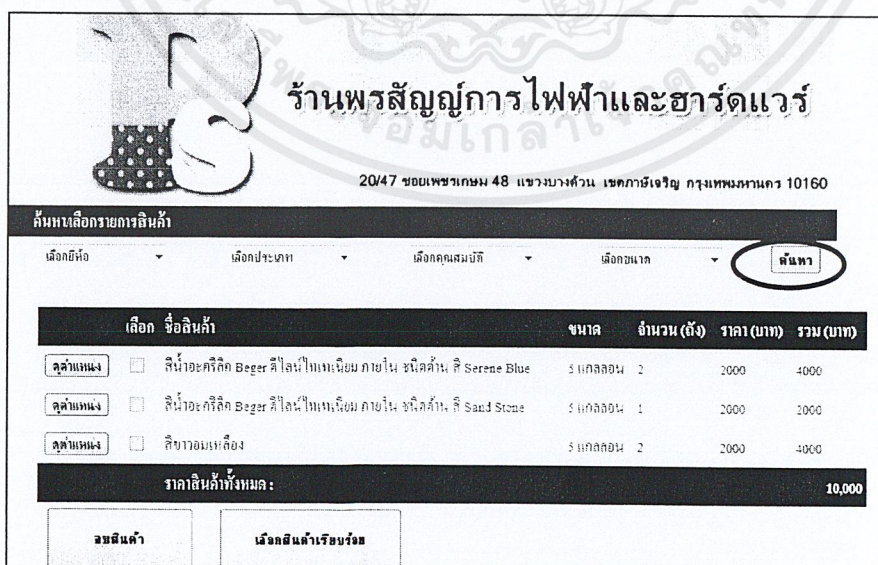 PS
ร้านพรสัญญ์การไฟฟ้าและฮาร์ดแวร์
20/47 ซอยเพชรเกษม 48 แขวงบางด้วน เขตภาษีเจริญ กรุงเทพมหานคร 10160
ค้นหา/เลือกรายการสินค้า
เลือกยี่ห้อ เลือกประเภท เลือกคุณสมบัติ เลือกขนาด ค้นหา
เลือก ชื่อสินค้า ขนาด จำนวน (ถัง) ราคา (บาท) รวม (บาท)
ดูตำแหน่ง สีน้ำอะครีลิค Beger ดีไลน์ไทเทเนียม ภายใน ชนิดด้าน สี Serene Blue 5 แกลลอน 2 2000 4000
ดูตำแหน่ง สีน้ำอะครีลิค Beger ดีไลน์ไทเทเนียม ภายใน ชนิดด้าน สี Sand Stone 5 แกลลอน 1 2000 2000
ดูตำแหน่ง สีขาวอมเหลือง 5 แกลลอน 2 2000 4000
ราคาสินค้าทั้งหมด : 10,000
ลบสินค้า เลือกสินค้าเรียบร้อย